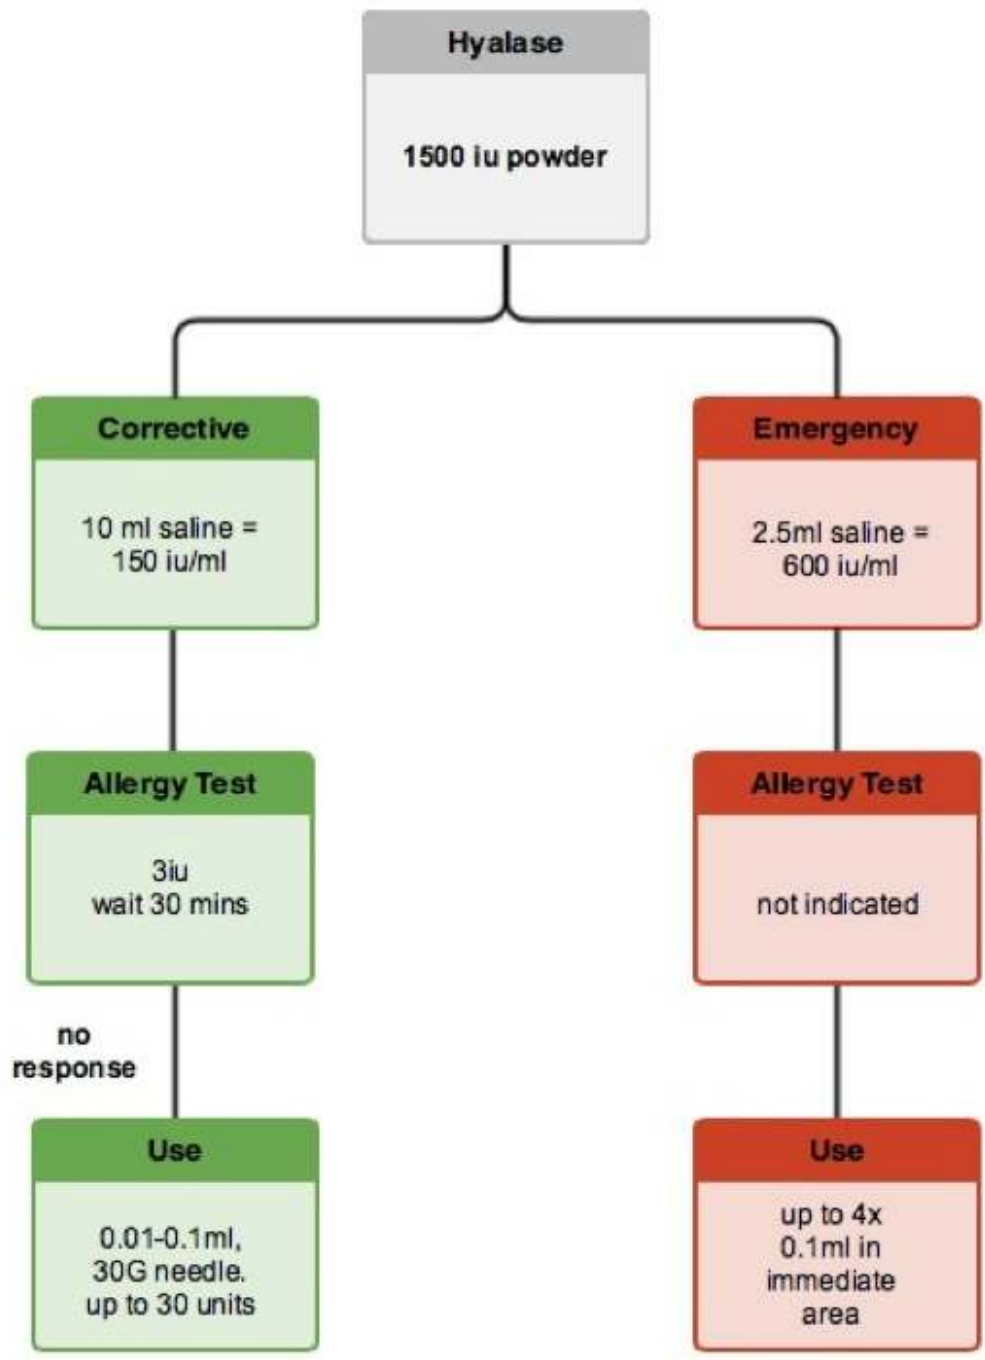 Hyalase
1500 iu powder
Corrective
10 ml saline =
150 iu/ml
Emergency
2.5ml saline =
600 iu/ml
Allergy Test
3iu
wait 30 mins
Allergy Test
not indicated
no
response
Use
0.01-0.1ml,
30G needle.
up to 30 units
Use
up to 4x
0.1ml in
immediate
area